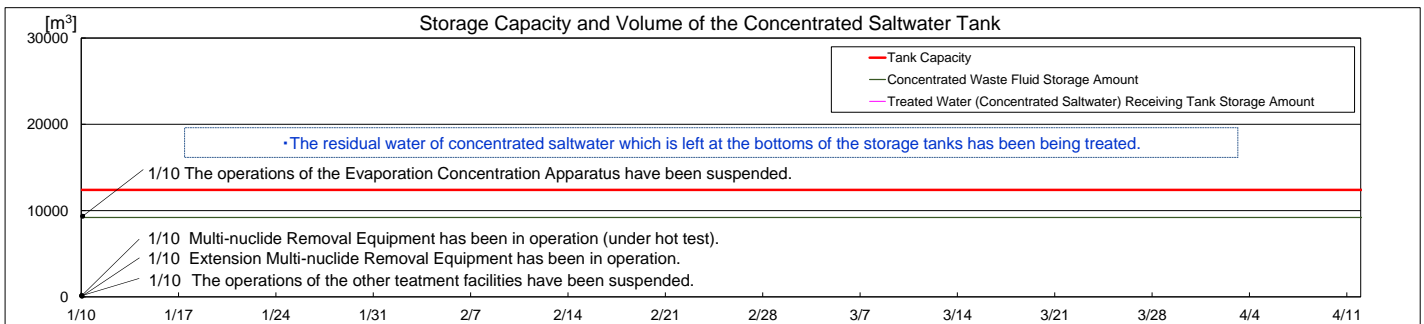 Storage Capacity and Volume of the Concentrated Saltwater Tank
[m³]
30000
Tank Capacity
Concentrated Waste Fluid Storage Amount
Treated Water (Concentrated Saltwater) Receiving Tank Storage Amount
20000
・The residual water of concentrated saltwater which is left at the bottoms of the storage tanks has been being treated.
1/10 The operations of the Evaporation Concentration Apparatus have been suspended.
10000
1/10 Multi-nuclide Removal Equipment has been in operation (under hot test).
1/10 Extension Multi-nuclide Removal Equipment has been in operation.
1/10 The operations of the other teatment facilities have been suspended.
0
1/10 1/17 1/24 1/31 2/7 2/14 2/21 2/28 3/7 3/14 3/21 3/28 4/4 4/11